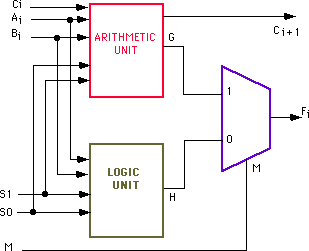 Ci
Ai
Bi
ARITHMETIC
UNIT
Ci+1
G
1
Fi
0
LOGIC
UNIT
M
H
S1
S0
M